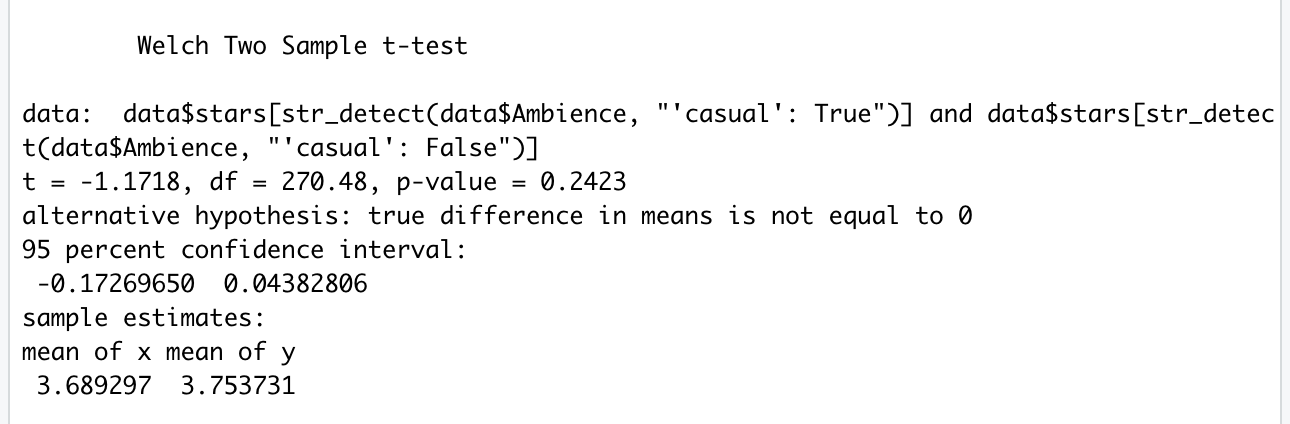 Welch Two Sample t-test
data:  data$stars[str_detect(data$Ambience, "'casual': True")] and data$stars[str_detec
t(data$Ambience, "'casual': False")]
t = -1.1718, df = 270.48, p-value = 0.2423
alternative hypothesis: true difference in means is not equal to 0
95 percent confidence interval:
 -0.17269650  0.04382806
sample estimates:
mean of x mean of y
 3.689297  3.753731